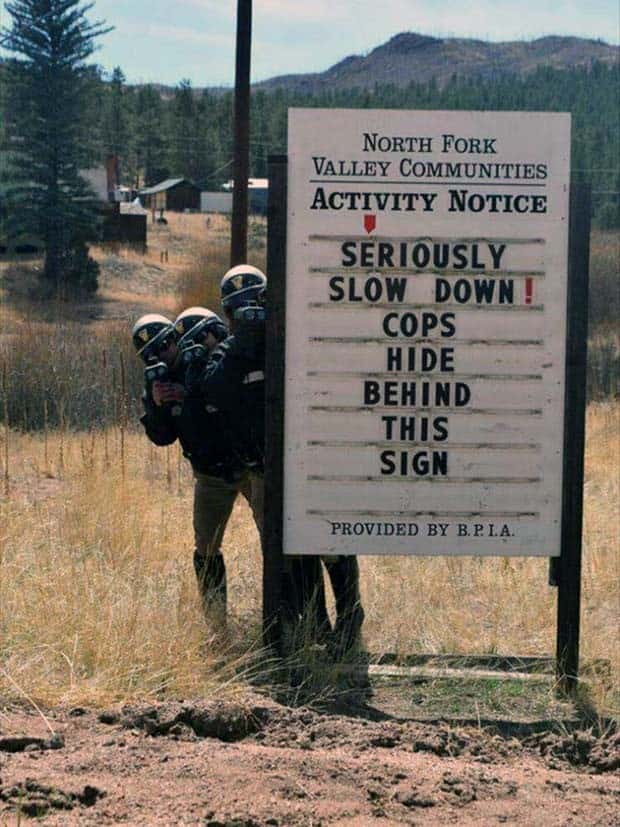 NORTH FORK
VALLEY COMMUNITIES
ACTIVITY NOTICE
SERIOUSLY
SLOW DOWN!
COPS
HIDE
BEHIND
THIS
SIGN
PROVIDED BY B.P.I.A.